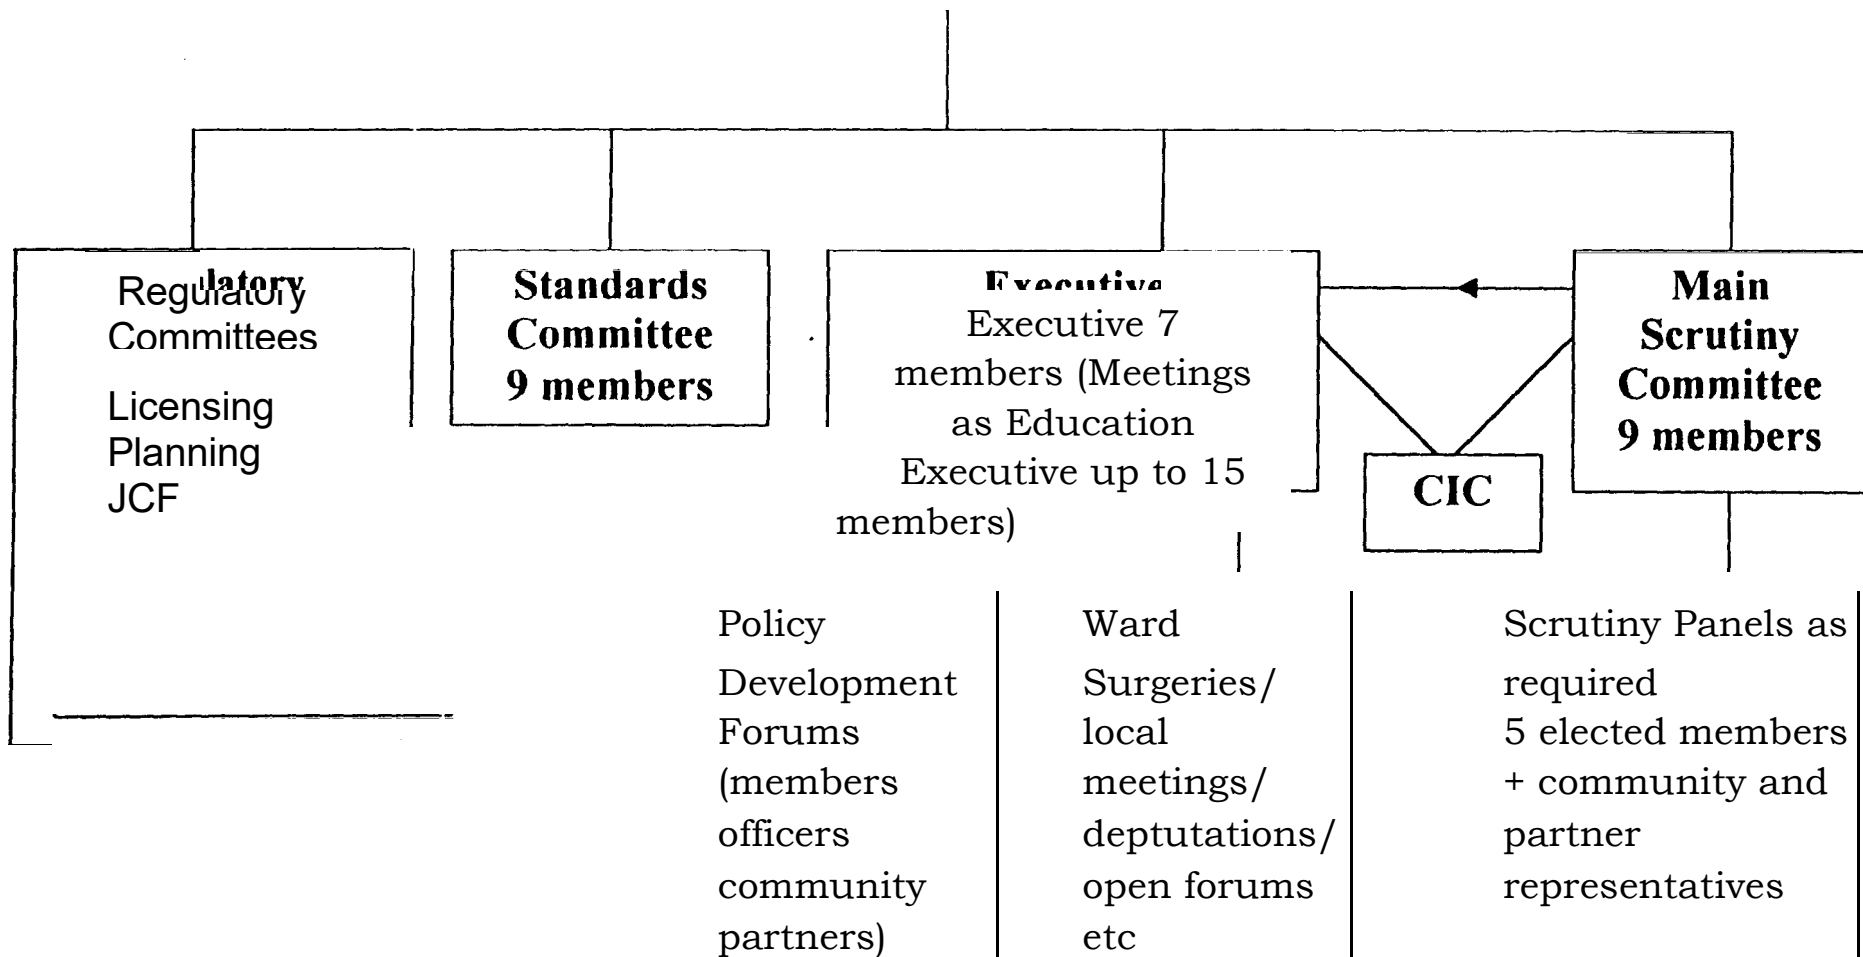 Regulatory
Committees
Licensing
Planning
JCF
Standards
Committee
9 members
Executive
Executive 7
members (Meetings
as Education
Executive up to 15
members)
Main
Scrutiny
Committee
9 members
CIC
Policy
Development
Forums
(members
officers
community
partners)
Ward
Surgeries/
local
meetings/
deptutations/
open forums
etc
Scrutiny Panels as
required
5 elected members
+ community and
partner
representatives